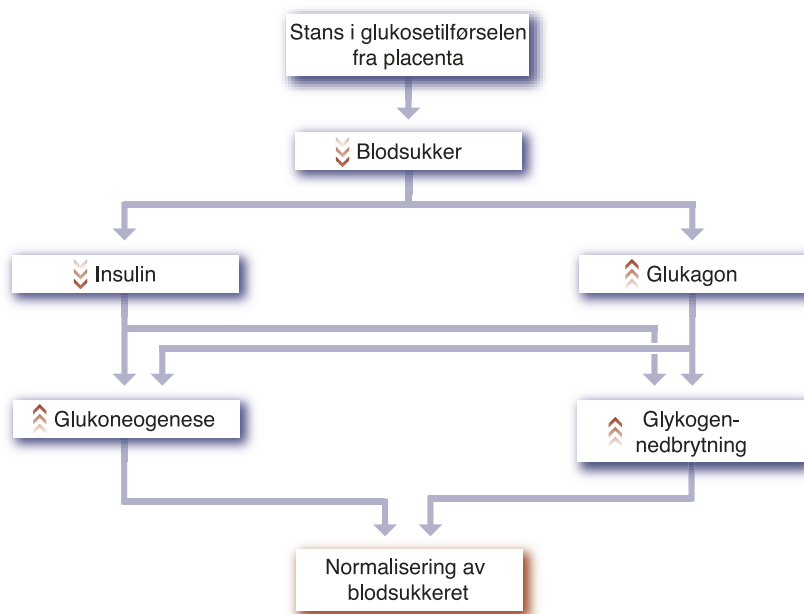 Stans i glukosetilførselen
fra placenta
Blodsukker
Insulin
Glukagon
Glukoneogenese
Glykogen-
nedbrytning
Normalisering av
blodsukkeret